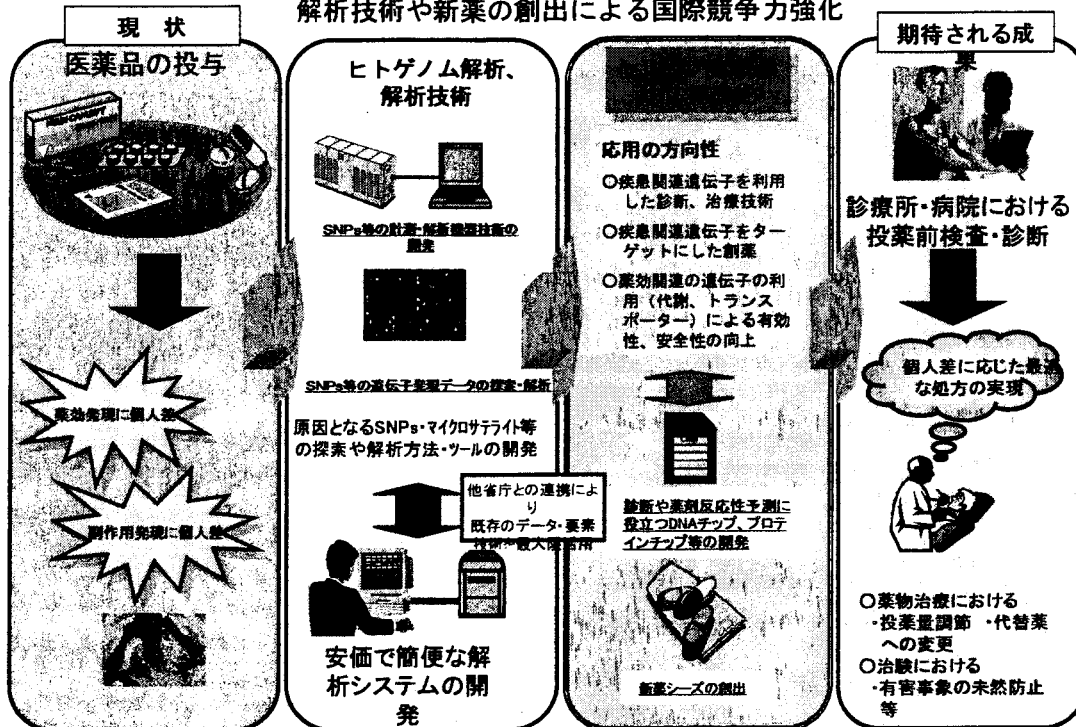 解析技術や新薬の創出による国際競争力強化
現 状
医薬品の投与
薬効発現に個人差
副作用発現に個人差
ヒトゲノム解析、
解析技術
SNPs等の計測・解析機器技術の
開発
SNPs等の遺伝子発現データの探索・解析
原因となるSNPs・マイクロサテライト等
の探索や解析方法・ツールの開発
他省庁との連携によ
り
既存のデータ・要素
技術を最大限活用
安価で簡便な解
析システムの開
発
応用の方向性
○疾患関連遺伝子を利用
した診断、治療技術
○疾患関連遺伝子をター
ゲットにした創薬
○薬効関連の遺伝子の利
用（代謝、トランス
ポーター）による有効
性、安全性の向上
診断や薬剤反応性予測に
役立つDNAチップ、プロテ
インチップ等の開発
新薬シーズの創出
期待される成
果
診療所・病院における
投薬前検査・診断
個人差に応じた最適
な処方の実現
○薬物治療における
・投薬量調節 ・代替薬
への変更
○治験における
・有害事象の未然防止
等